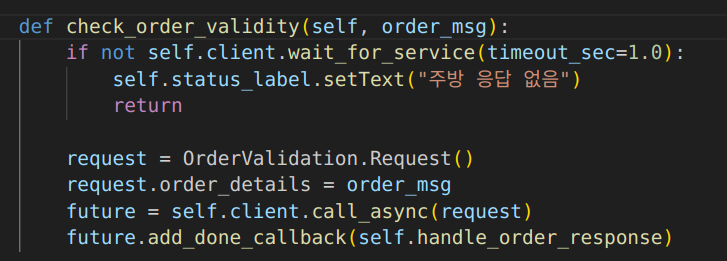 def check_order_validity(self, order_msg):
    if not self.client.wait_for_service(timeout_sec=1.0):
        self.status_label.setText("주방 응답 없음")
        return
    request = OrderValidation.Request()
    request.order_details = order_msg
    future = self.client.call_async(request)
    future.add_done_callback(self.handle_order_response)